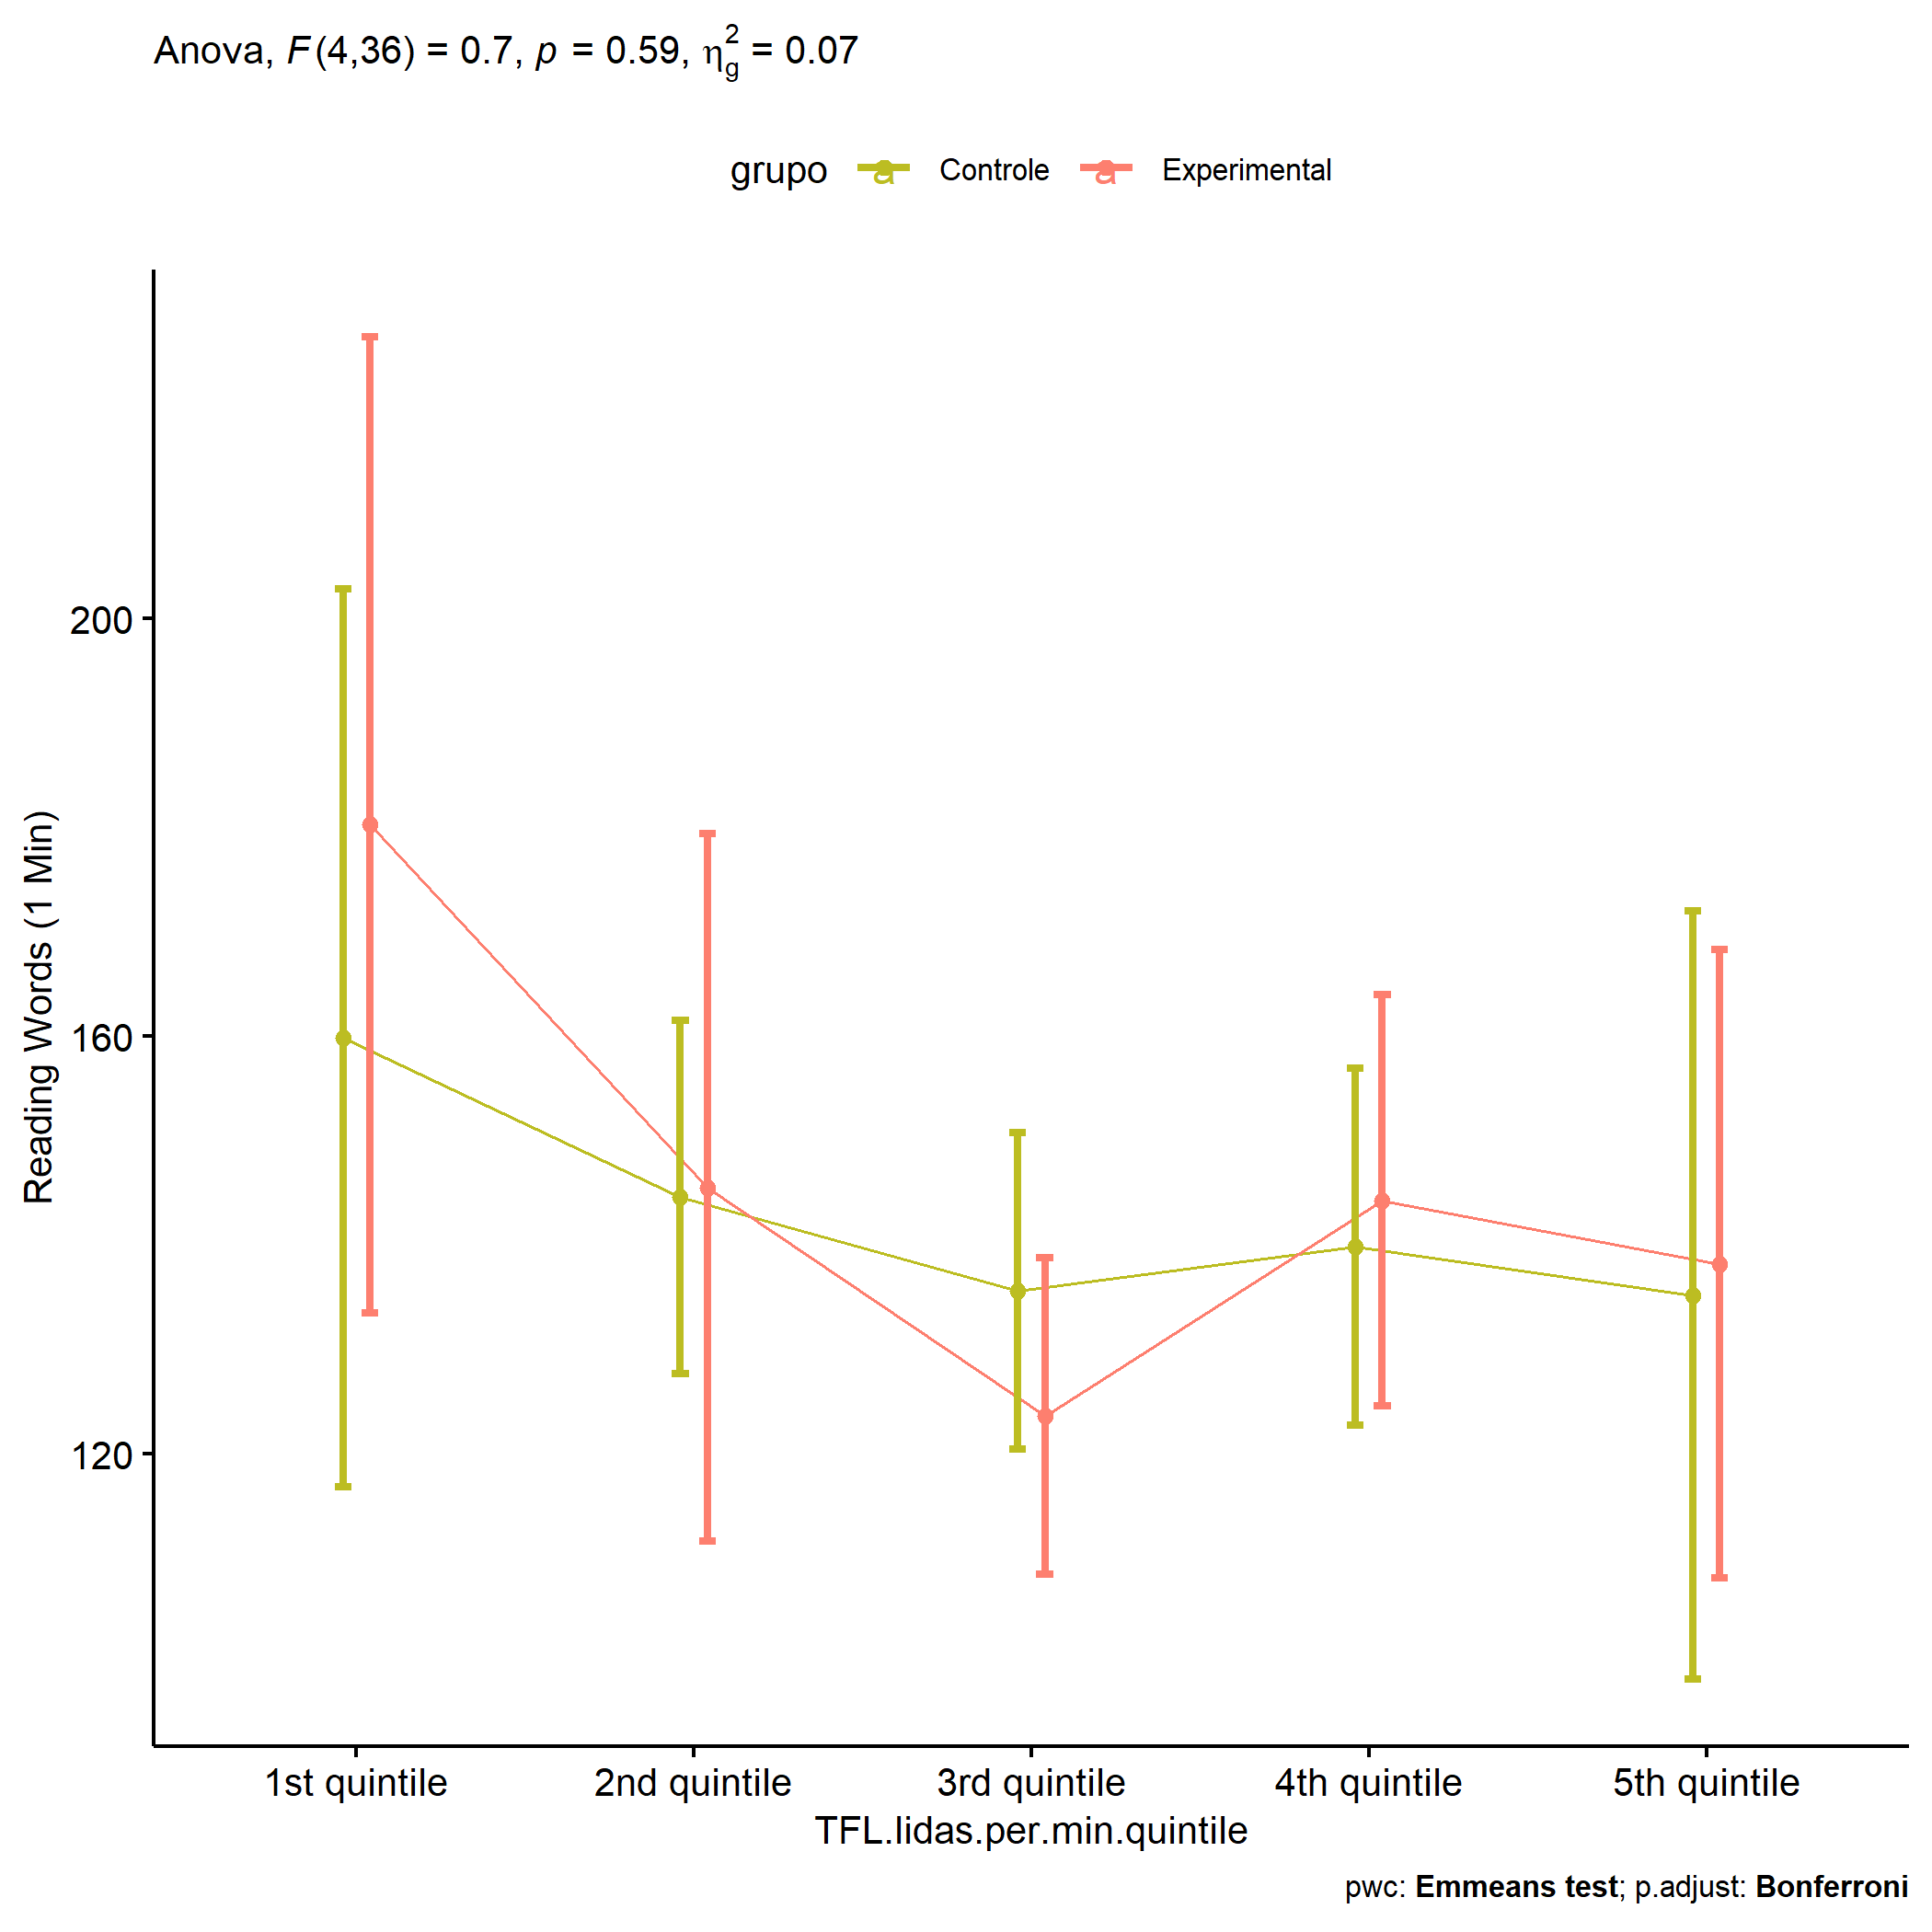 Anova, F(4,36) = 0.7, p = 0.59, η²g = 0.07
grupo a Controle a Experimental
Reading Words (1 Min)
200
160
120
1st quintile 2nd quintile 3rd quintile 4th quintile 5th quintile
TFL.lidas.per.min.quintile
pwc: Emmeans test; p.adjust: Bonferroni